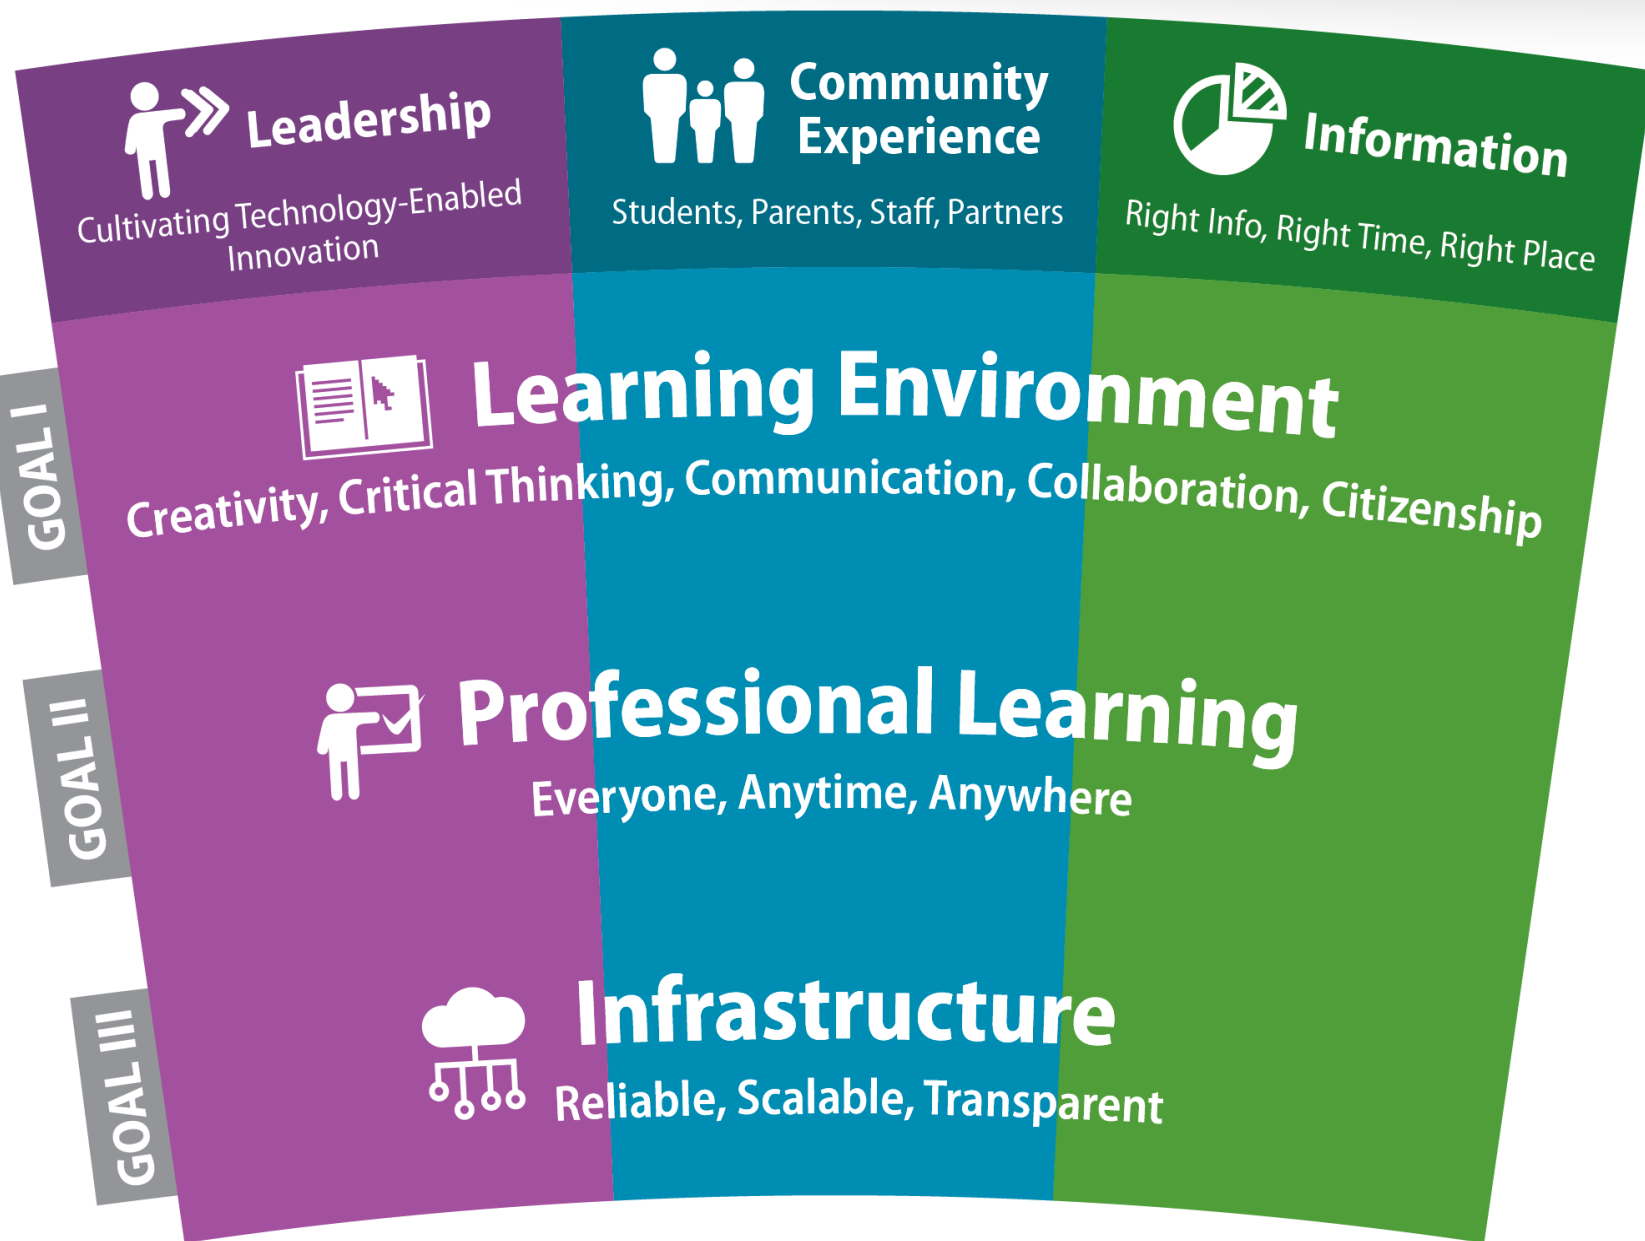 Leadership
Cultivating Technology-Enabled
Innovation
Community
Experience
Students, Parents, Staff, Partners
Information
Right Info, Right Time, Right Place
GOAL I
Learning Environment
Creativity, Critical Thinking, Communication, Collaboration, Citizenship
GOAL II
Professional Learning
Everyone, Anytime, Anywhere
GOAL III
Infrastructure
Reliable, Scalable, Transparent